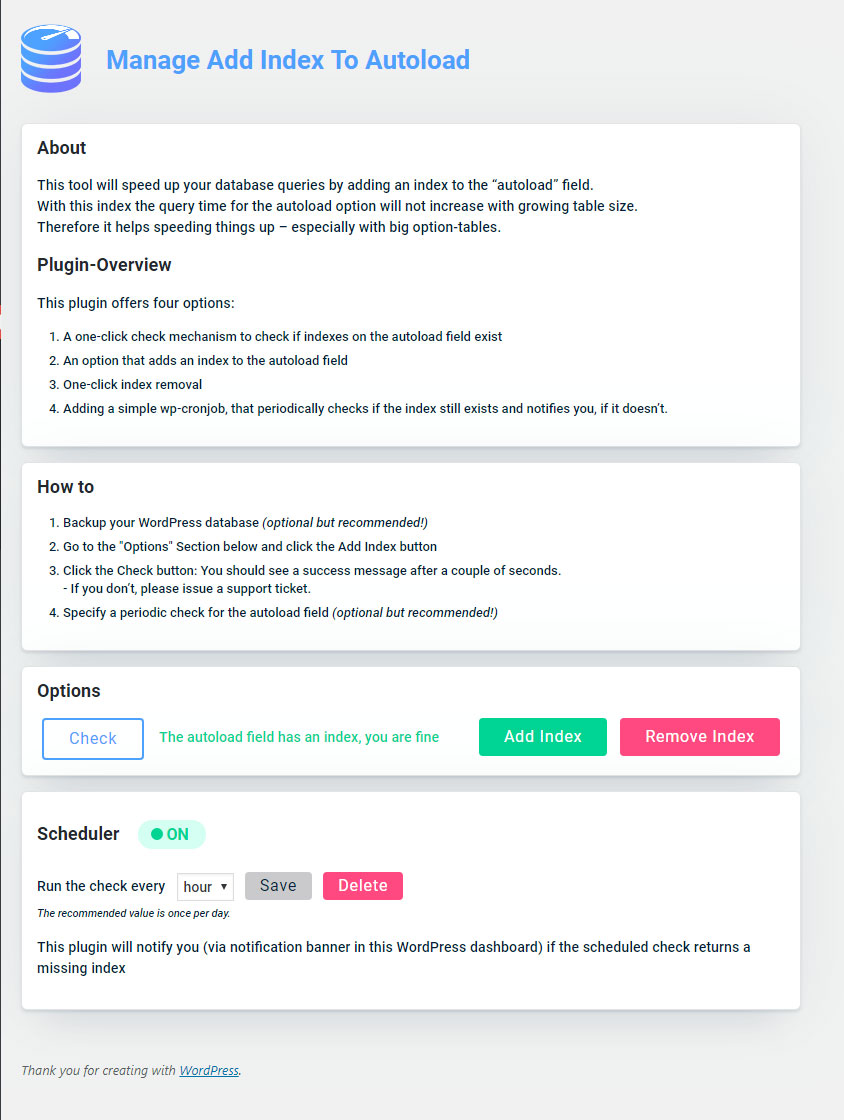 Manage Add Index To Autoload
About
This tool will speed up your database queries by adding an index to the “autoload” field.
With this index the query time for the autoload option will not increase with growing table size.
Therefore it helps speeding things up – especially with big option-tables.
Plugin-Overview
This plugin offers four options:
1. A one-click check mechanism to check if indexes on the autoload field exist
2. An option that adds an index to the autoload field
3. One-click index removal
4. Adding a simple wp-cronjob, that periodically checks if the index still exists and notifies you, if it doesn’t.
How to
1. Backup your WordPress database (optional but recommended!)
2. Go to the "Options" Section below and click the Add Index button
3. Click the Check button: You should see a success message after a couple of seconds.
- If you don’t, please issue a support ticket.
4. Specify a periodic check for the autoload field (optional but recommended!)
Options
Check The autoload field has an index, you are fine Add Index Remove Index
Scheduler ON
Run the check every hour Save Delete
The recommended value is once per day.
This plugin will notify you (via notification banner in this WordPress dashboard) if the scheduled check returns a
missing index
Thank you for creating with WordPress.